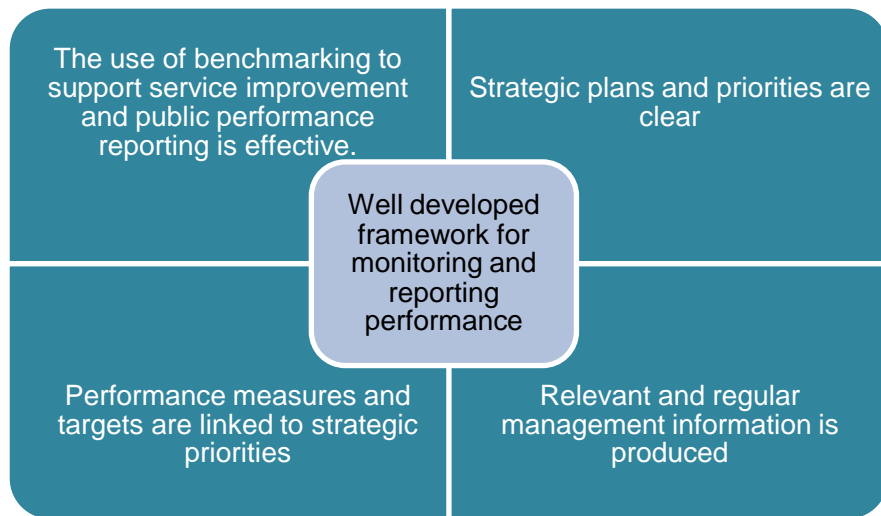 The use of benchmarking to
support service improvement
and public performance
reporting is effective.
Strategic plans and priorities are
clear
Well developed
framework for
monitoring and
reporting
performance
Performance measures and
targets are linked to strategic
priorities
Relevant and regular
management information is
produced